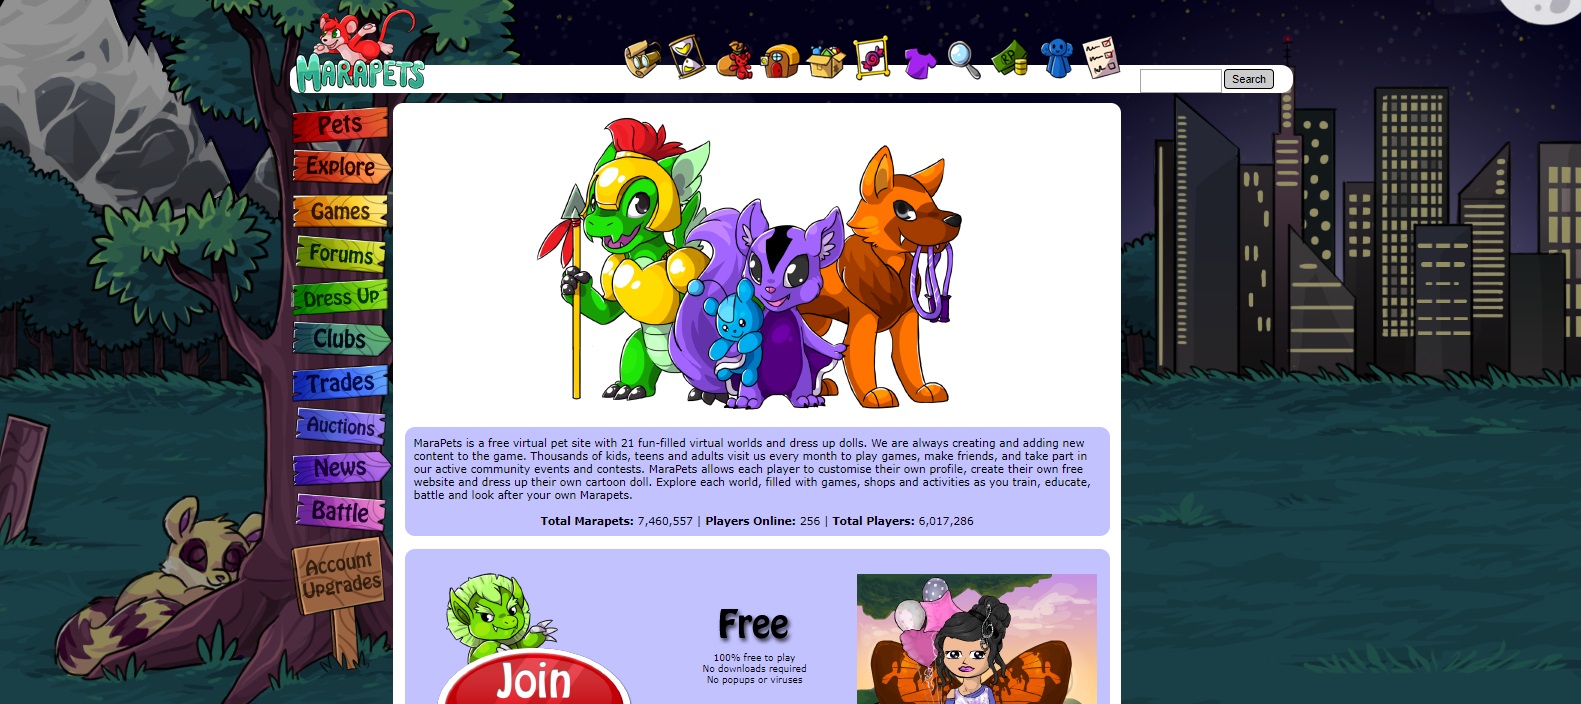 MARAPETS
Search
Pets
Explore
Games
Forums
Dress Up
Clubs
Trades
Auctions
News
Battle
Account
Upgrades
MaraPets is a free virtual pet site with 21 fun-filled virtual worlds and dress up dolls. We are always creating and adding new
content to the game. Thousands of kids, teens and adults visit us every month to play games, make friends, and take part in
our active community events and contests. MaraPets allows each player to customise their own profile, create their own free
website and dress up their own cartoon doll. Explore each world, filled with games, shops and activities as you train, educate,
battle and look after your own Marapets.
Total Marapets: 7,460,557 | Players Online: 256 | Total Players: 6,017,286
Join
Free
100% free to play
No downloads required
No popups or viruses